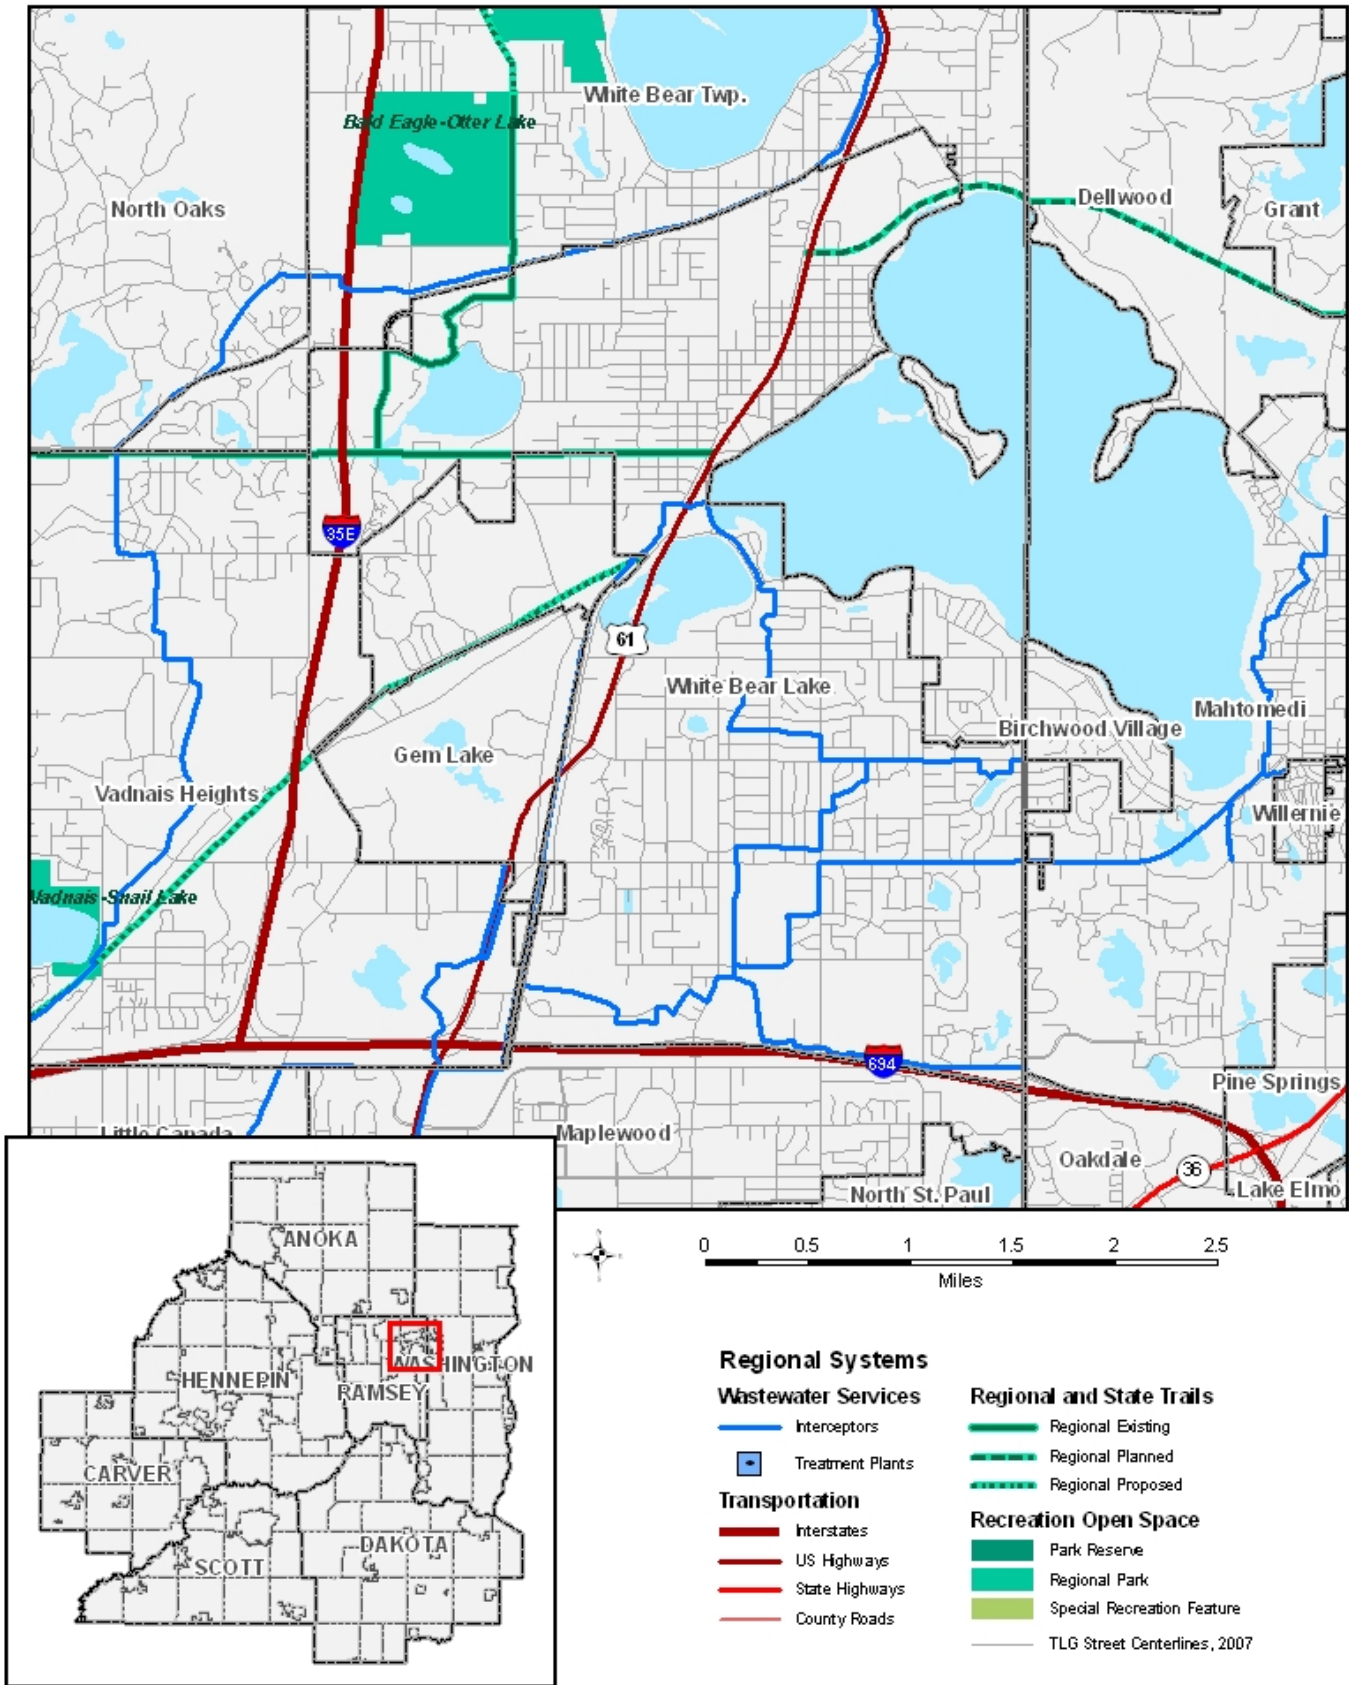 White Bear Twp.
Bald Eagle-Otter Lake
North Oaks
Dellwood
Grant
35E
61
White Bear Lake
Mahtomedi
Birchwood Village
Gem Lake
Vadnais Heights
Willernie
Vadnais-Snail Lake
694
Pine Springs
Little Canada
Maplewood
Oakdale
36
North St. Paul
Lake Elmo
ANOKA
WASHINGTON
HENNEPIN
RAMSEY
CARVER
DAKOTA
SCOTT
0 0.5 1 1.5 2 2.5
Miles
Regional Systems
Wastewater Services
Interceptors
Treatment Plants
Transportation
Interstates
US Highways
State Highways
County Roads
Regional and State Trails
Regional Existing
Regional Planned
Regional Proposed
Recreation Open Space
Park Reserve
Regional Park
Special Recreation Feature
TLG Street Centerlines, 2007